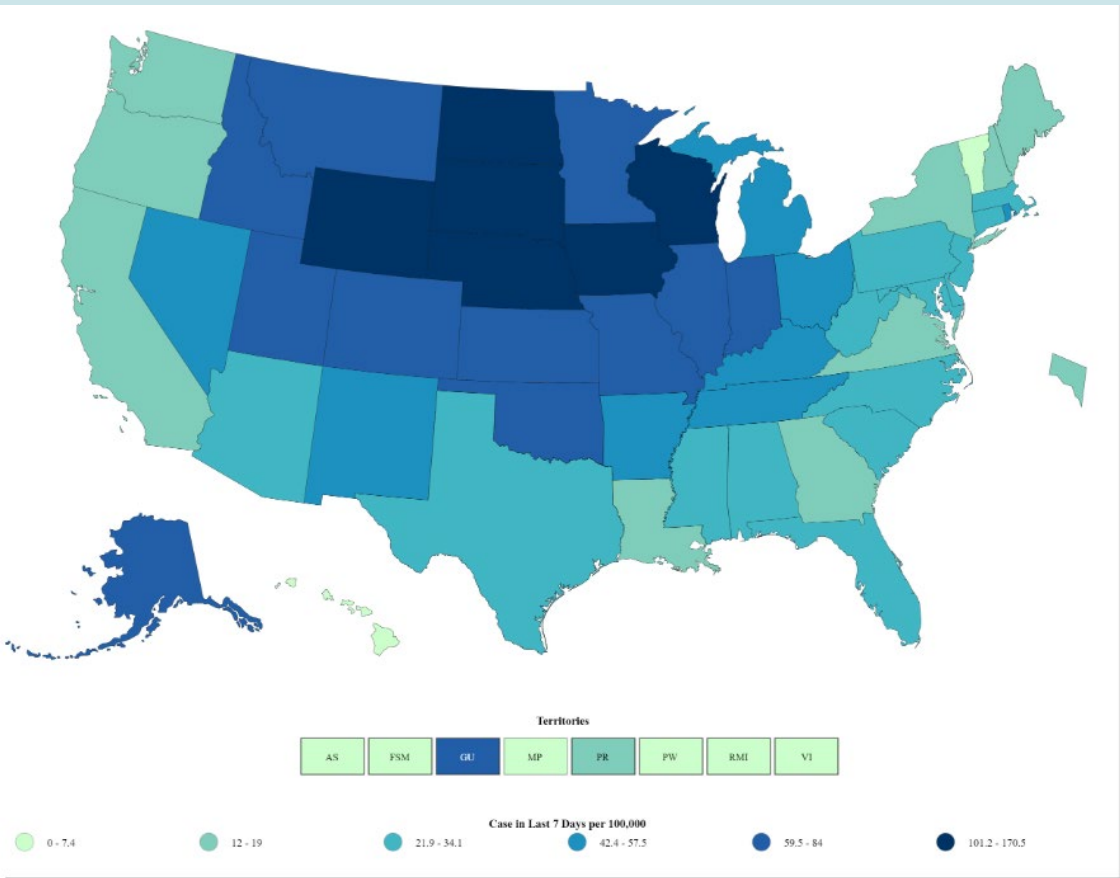 Territories
AS FSM GU MP PR PW RMI VI
Case in Last 7 Days per 100,000
0 - 7.4 12 - 19 21.9 - 34.1 42.4 - 57.5 59.5 - 84 101.2 - 170.5